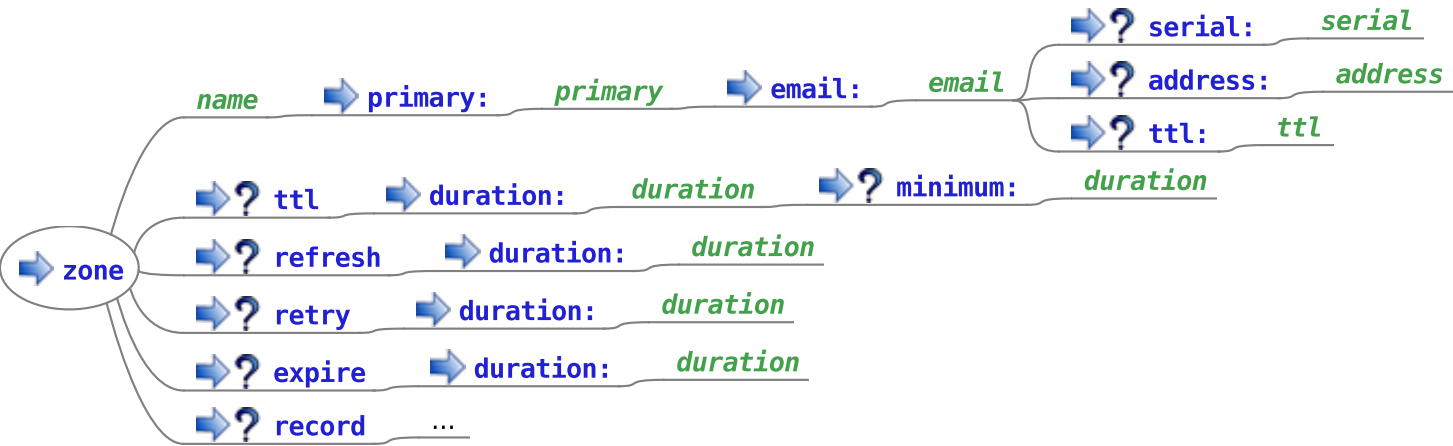 name primary: primary email: email serial: serial
address: address
ttl: ttl
ttl duration: duration minimum: duration
zone
refresh duration: duration
retry duration: duration
expire duration: duration
record ...